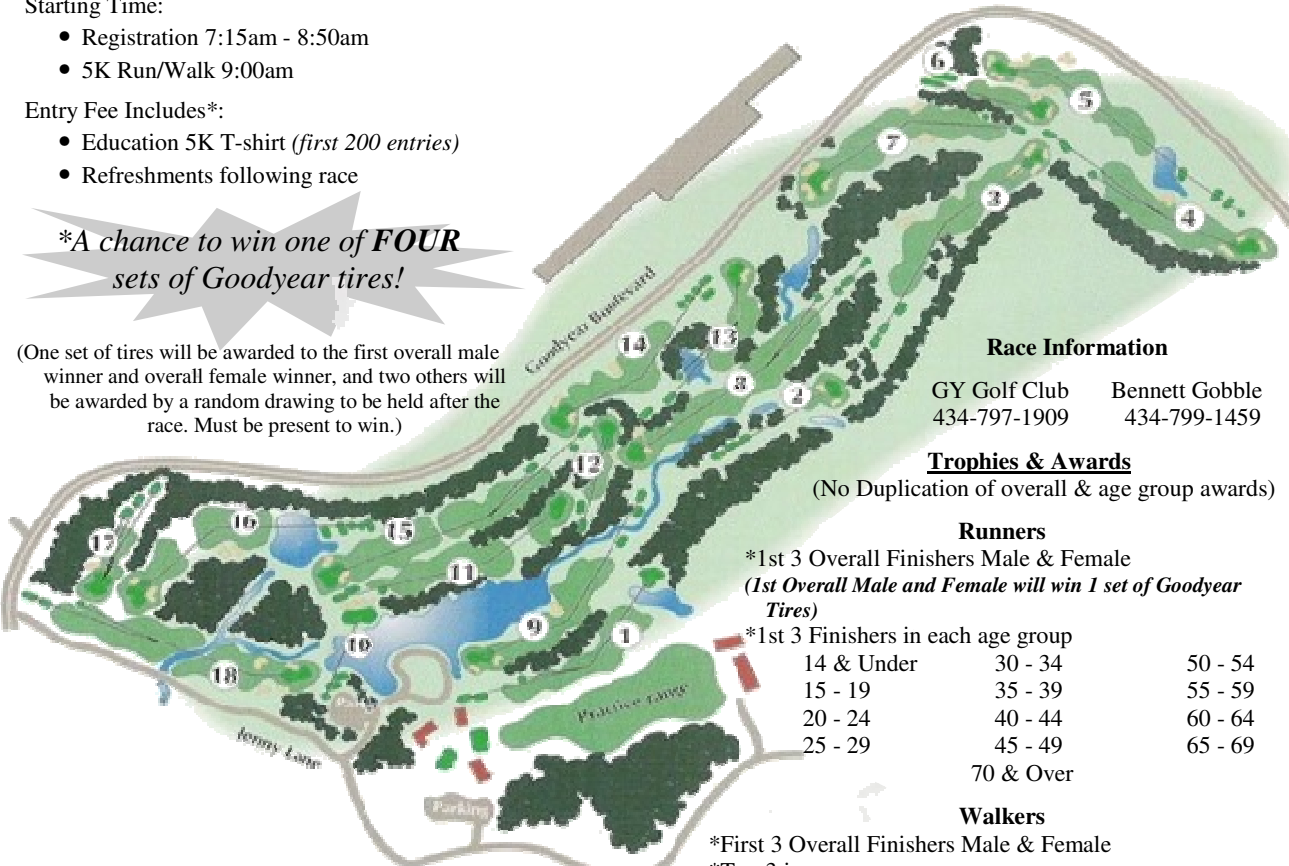 Starting Time:
• Registration 7:15am - 8:50am
• 5K Run/Walk 9:00am
Entry Fee Includes*:
• Education 5K T-shirt (first 200 entries)
• Refreshments following race
*A chance to win one of FOUR
sets of Goodyear tires!
(One set of tires will be awarded to the first overall male
winner and overall female winner, and two others will
be awarded by a random drawing to be held after the
race. Must be present to win.)
6
5
7
3
4
Goodyear Boulevard
14
13
8
2
12
16
15
17
11
10
9
1
18
Practice range
Jenny Lane
Parking
Race Information
GY Golf Club Bennett Gobble
434-797-1909 434-799-1459
Trophies & Awards
(No Duplication of overall & age group awards)
Runners
*1st 3 Overall Finishers Male & Female
(1st Overall Male and Female will win 1 set of Goodyear
Tires)
*1st 3 Finishers in each age group
14 & Under 30 - 34 50 - 54
15 - 19 35 - 39 55 - 59
20 - 24 40 - 44 60 - 64
25 - 29 45 - 49 65 - 69
70 & Over
Walkers
*First 3 Overall Finishers Male & Female